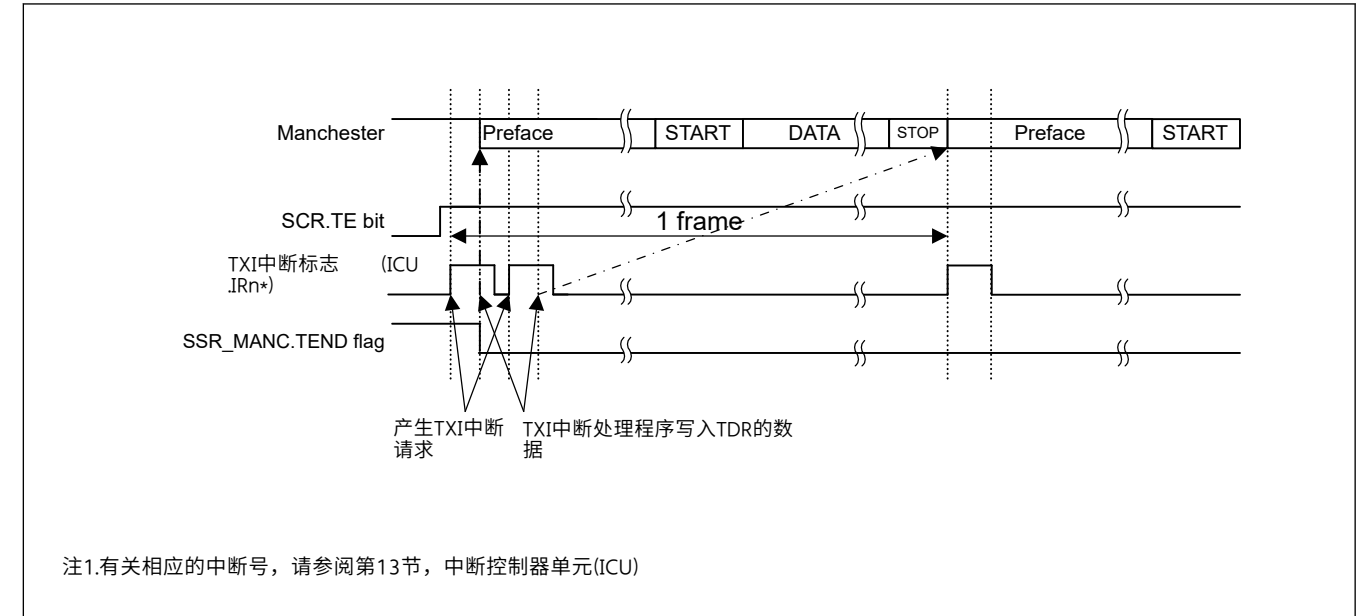 Manchester
Preface
START
DATA
STOP
Preface
START
SCR.TE bit
1 frame
TXI中断标志 (ICU
.IRn*)
SSR_MANC.TEND flag
产生TXI中断
请求
TXI中断处理程序写入TDR的数
据
注1.有关相应的中断号，请参阅第13节，中断控制器单元(ICU)